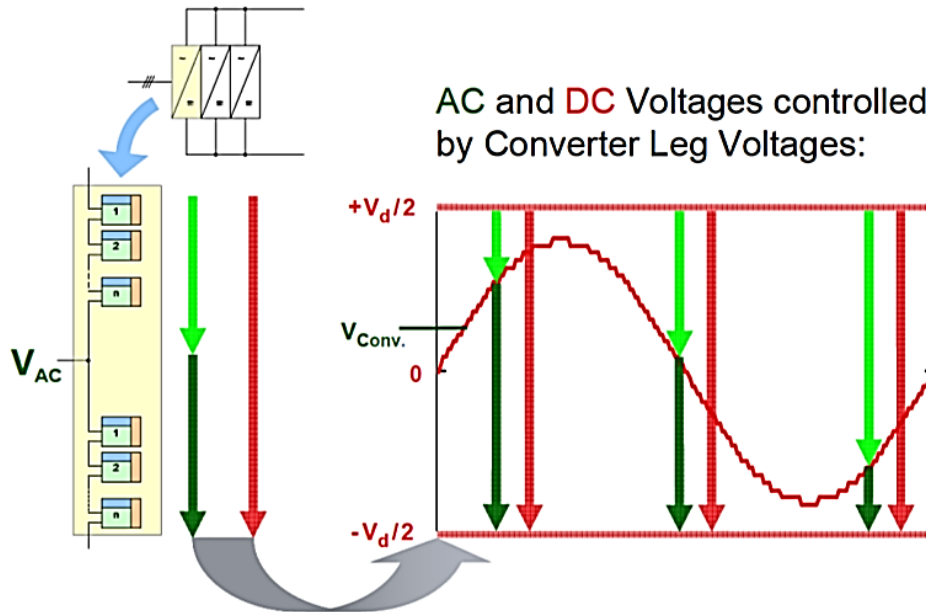 ~ ~ ~
= = =
AC and DC Voltages controlled
by Converter Leg Voltages:
1
2
n
V AC
1
2
n
+Vd/2
VConv.
0
-Vd/2